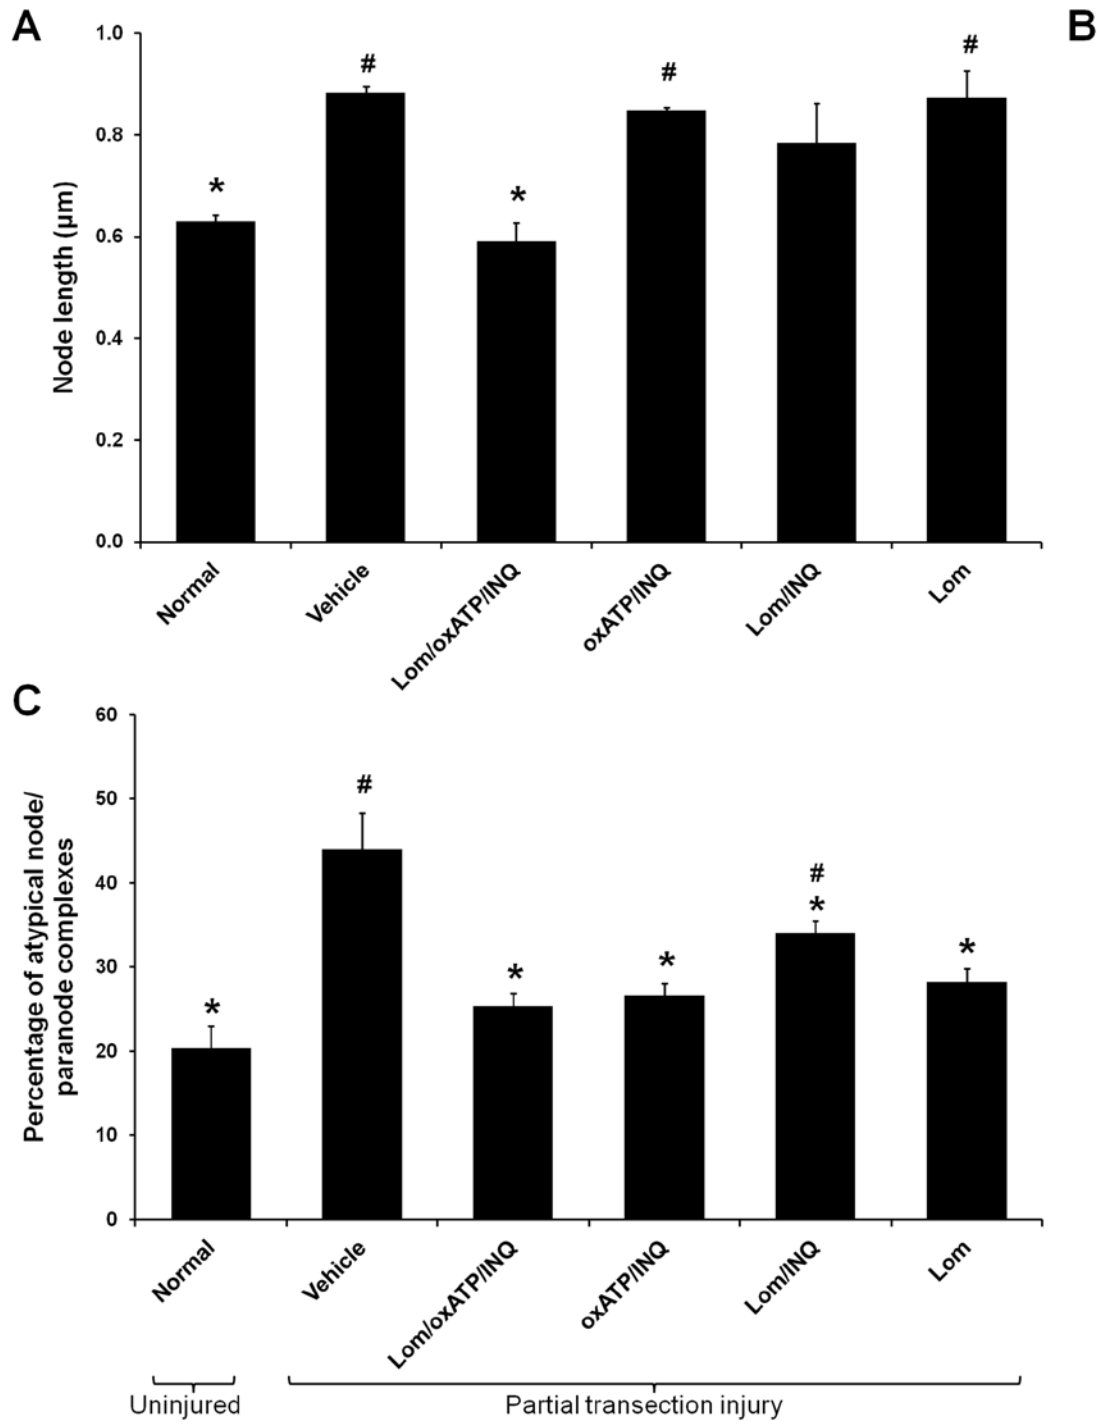 A
B
1.0
0.8
0.6
0.4
0.2
0.0
Node length (µm)
*
#
*
#
#
Normal
Vehicle
Lom/oxATP/INQ
oxATP/INQ
Lom/INQ
Lom
C
60
50
40
30
20
10
0
Percentage of atypical node/
paranode complexes
*
#
*
*
#
*
*
Normal
Vehicle
Lom/oxATP/INQ
oxATP/INQ
Lom/INQ
Lom
Uninjured
Partial transection injury